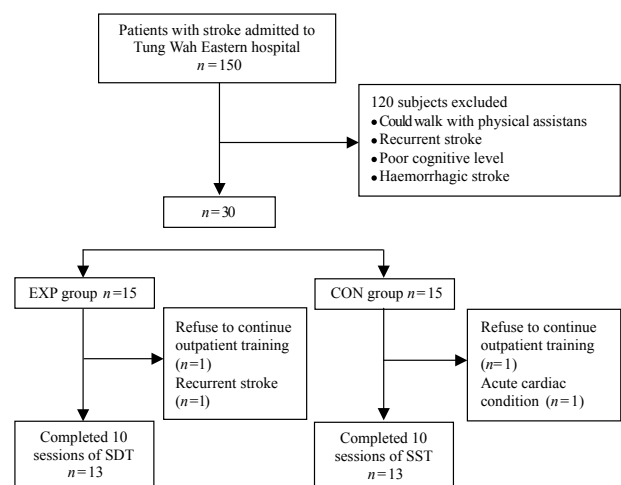 Patients with stroke admitted to
Tung Wah Eastern hospital
n=150
120 subjects excluded
• Could walk with physical assistans
• Recurrent stroke
• Poor cognitive level
• Haemorrhagic stroke
n=30
EXP group n=15
CON group n=15
Refuse to continue
outpatient training
(n=1)
Recurrent stroke
(n=1)
Refuse to continue
outpatient training
(n=1)
Acute cardiac
condition (n=1)
Completed 10
sessions of SDT
n=13
Completed 10
sessions of SST
n=13